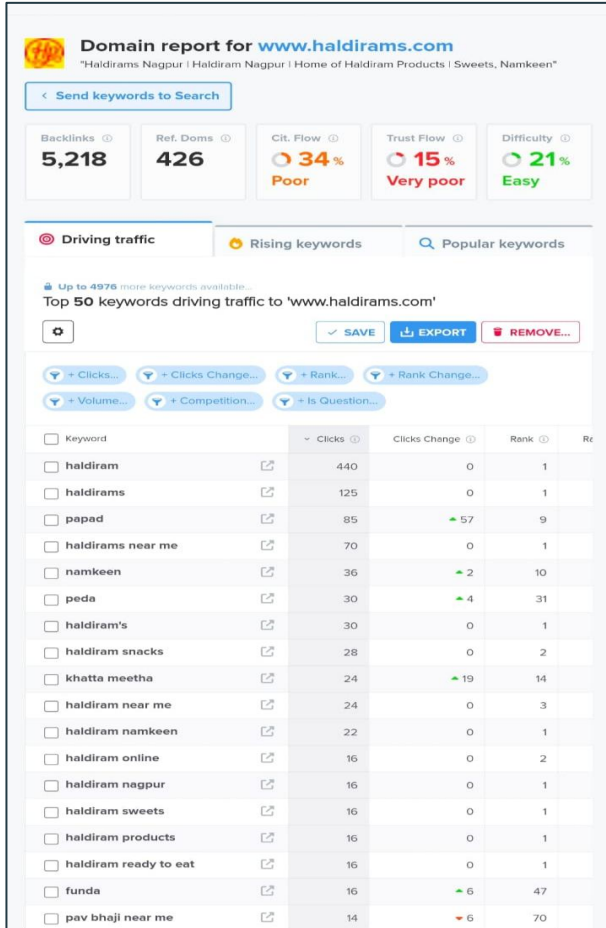 Domain report for www.haldirams.com
"Haldirams Nagpur | Haldiram Nagpur | Home of Haldiram Products | Sweets, Namkeen"
< Send keywords to Search
Backlinks Ref. Doms Cit. Flow Trust Flow Difficulty
5,218 426 34% 15% 21%
Poor Very poor Easy
Driving traffic Rising keywords Popular keywords
Up to 4976 more keywords available...
Top 50 keywords driving traffic to 'www.haldirams.com'
SAVE EXPORT REMOVE...
+ Clicks... + Clicks Change... + Rank... + Rank Change...
+ Volume... + Competition... + Is Question...
Keyword Clicks Clicks Change Rank Ra
haldiram 440 0 1
haldirams 125 0 1
papad 85 57 9
haldirams near me 70 0 1
namkeen 36 2 10
peda 30 4 31
haldiram's 30 0 1
haldiram snacks 28 0 2
khatta meetha 24 19 14
haldiram near me 24 0 3
haldiram namkeen 22 0 1
haldiram online 16 0 2
haldiram nagpur 16 0 1
haldiram sweets 16 0 1
haldiram products 16 0 1
haldiram ready to eat 16 0 1
funda 16 6 47
pav bhaji near me 14 6 70